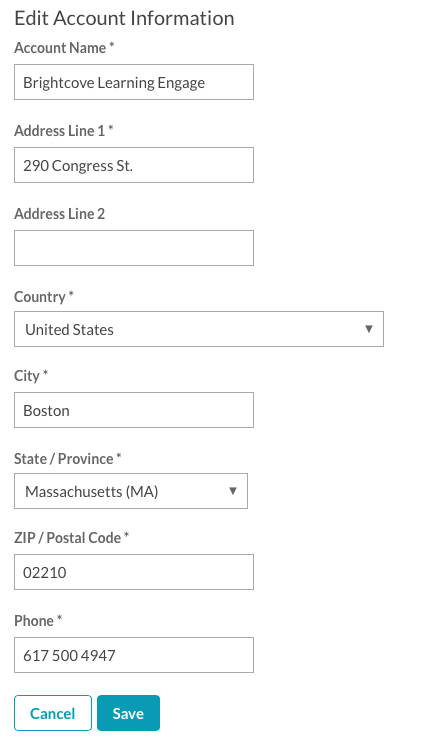 Edit Account Information
Account Name *
Brightcove Learning Engage
Address Line 1 *
290 Congress St.
Address Line 2
Country *
United States
City *
Boston
State / Province *
Massachusetts (MA)
ZIP / Postal Code *
02210
Phone *
617 500 4947
Cancel Save